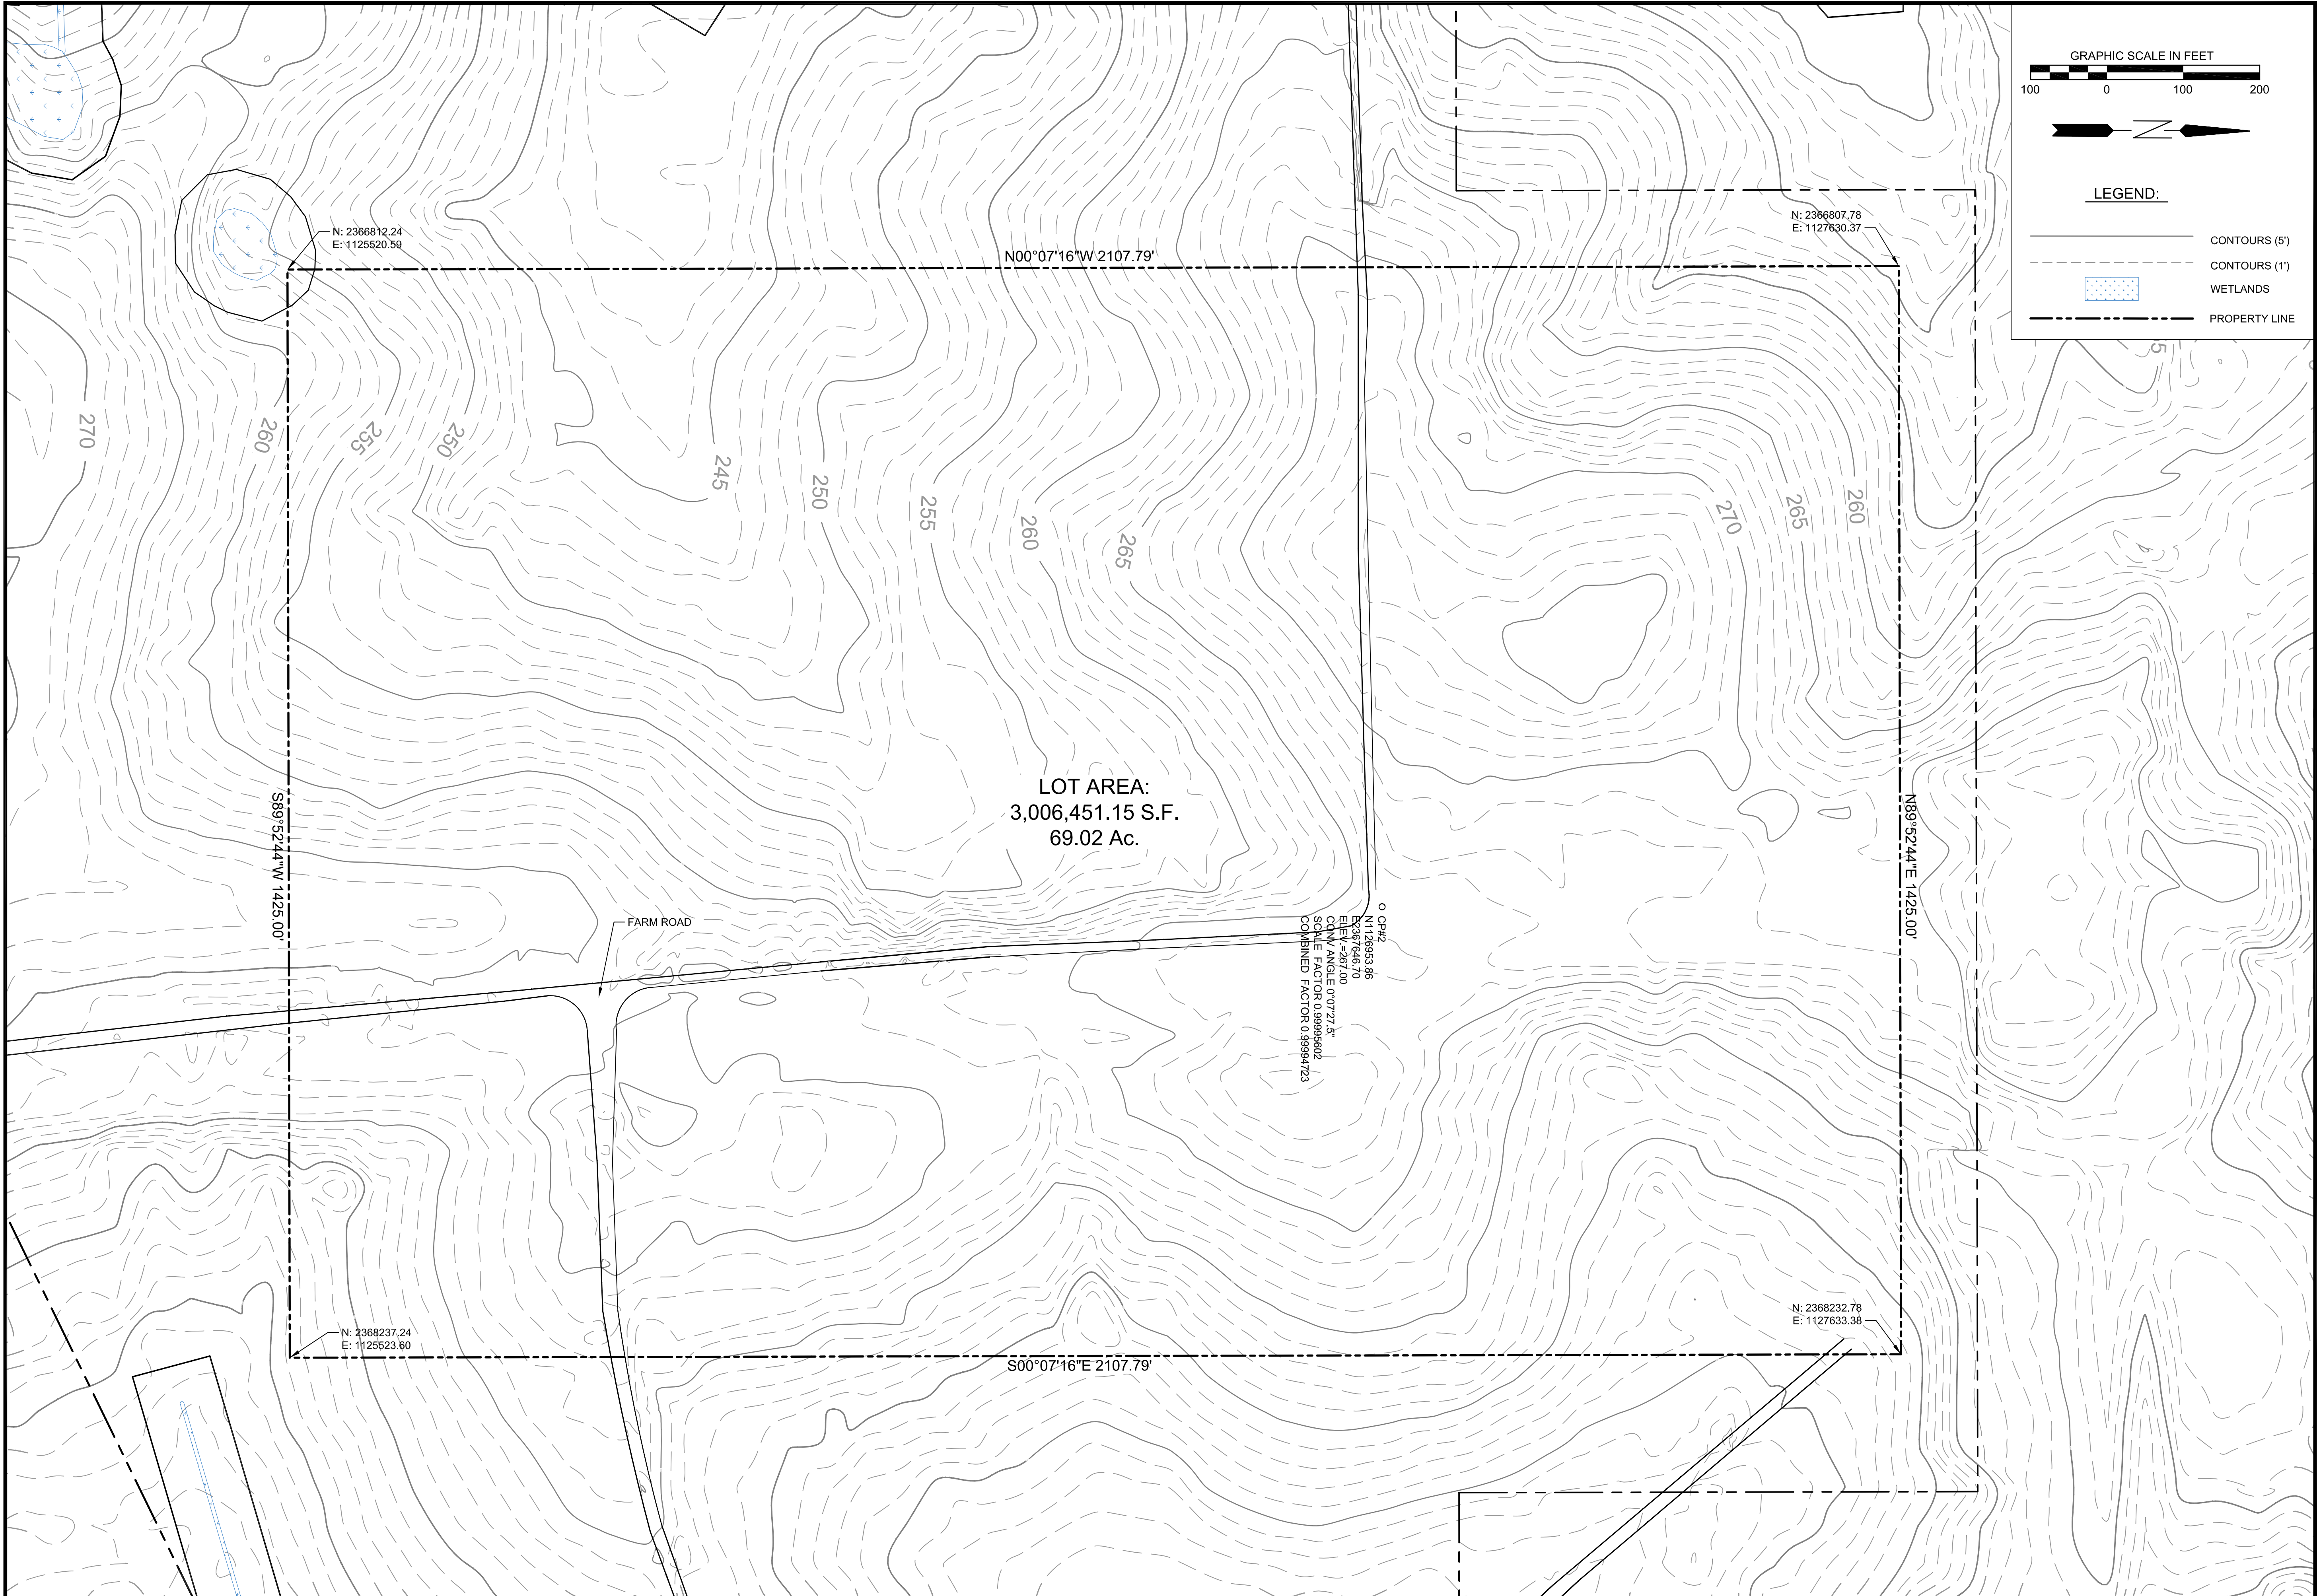 GRAPHIC SCALE IN FEET
100 0 100 200
Z
LEGEND:
CONTOURS (5')
CONTOURS (1')
WETLANDS
PROPERTY LINE
N: 2366812.24
E: 1125520.59
N00°07'16"W 2107.79'
N: 2366807.78
E: 1127630.37
270
260
255
250
245
250
255
260
265
270
265
260
LOT AREA:
3,006,451.15 S.F.
69.02 Ac.
S89°52'44"W 1425.00'
N89°52'44"E 1425.00'
FARM ROAD
CP#2
N1126953.86
E2367646.70
ELEV.=267.00
CONV. ANGLE 0°07'27.5"
SCALE FACTOR 0.99995602
COMBINED FACTOR 0.99994723
N: 2368237.24
E: 1125523.60
S00°07'16"E 2107.79'
N: 2368232.78
E: 1127633.38